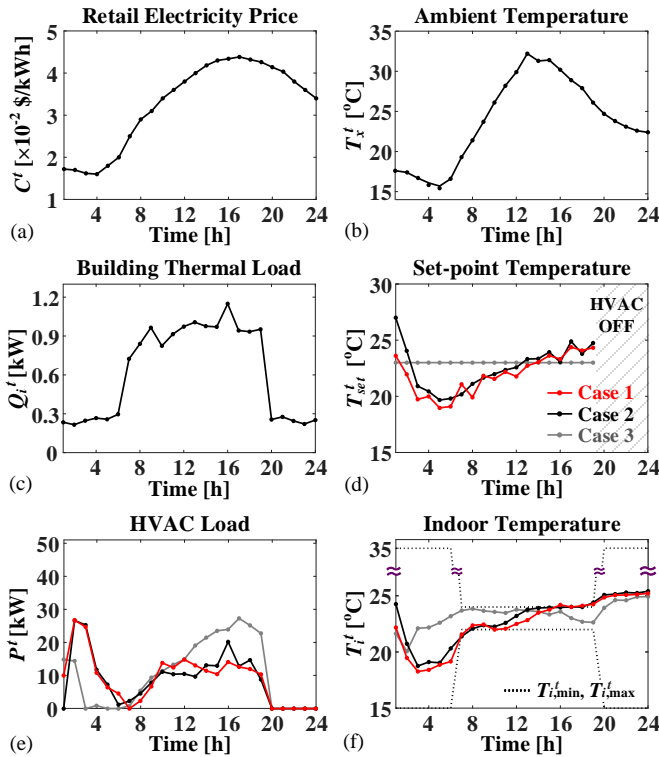 Retail Electricity Price
5
4
3
2
1
4 8 12 16 20 24
C^t [×10^-2 $/kWh]
Time [h]
(a)
Ambient Temperature
35
30
25
20
15
4 8 12 16 20 24
T_x^t [°C]
Time [h]
(b)
Building Thermal Load
1.2
0.9
0.6
0.3
0
4 8 12 16 20 24
Q_i^t [kW]
Time [h]
(c)
Set-point Temperature
30
25
20
15
4 8 12 16 20 24
T_set^t [°C]
Time [h]
HVAC
OFF
Case 1
Case 2
Case 3
(d)
HVAC Load
50
40
30
20
10
0
4 8 12 16 20 24
P^t [kW]
Time [h]
(e)
Indoor Temperature
35
25
20
15
4 8 12 16 20 24
T_i^t [°C]
Time [h]
T_i,min^t, T_i,max^t
(f)